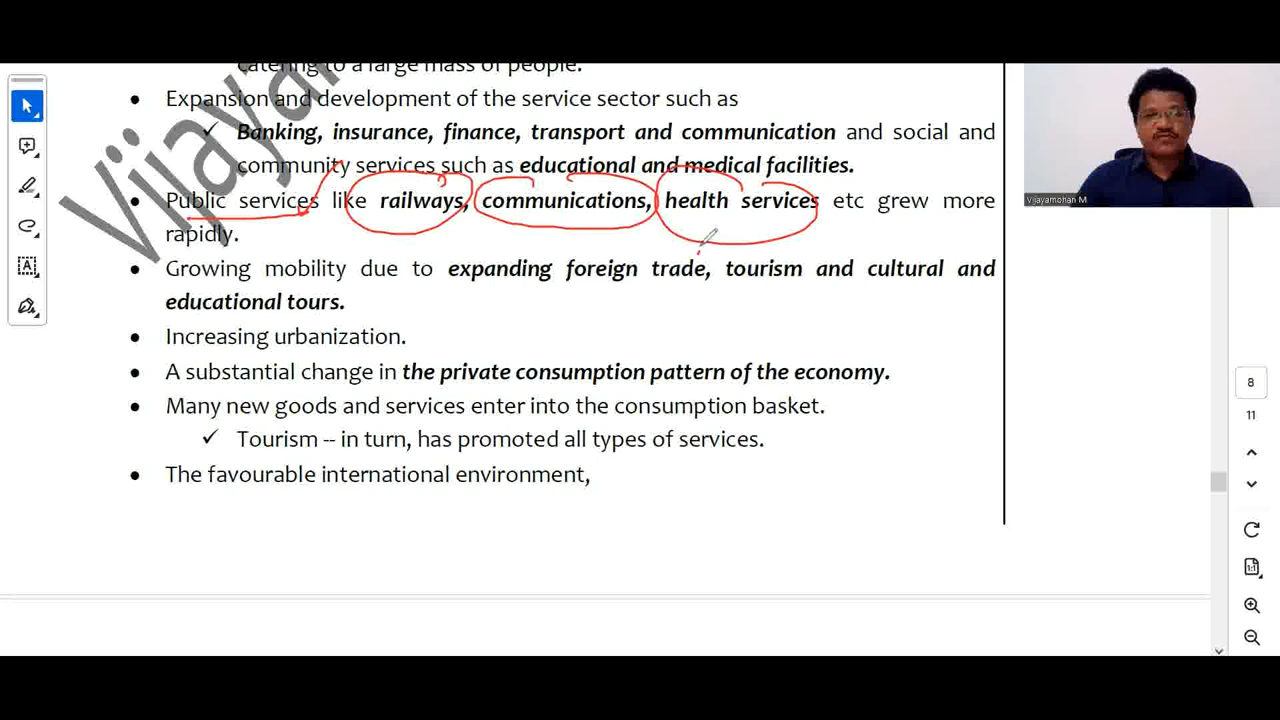 catering to a large mass of people.
• Expansion and development of the service sector such as
✓ Banking, insurance, finance, transport and communication and social and
community services such as educational and medical facilities.
• Public services like railways, communications, health services etc grew more
rapidly.
• Growing mobility due to expanding foreign trade, tourism and cultural and
educational tours.
• Increasing urbanization.
• A substantial change in the private consumption pattern of the economy.
• Many new goods and services enter into the consumption basket.
✓ Tourism -- in turn, has promoted all types of services.
• The favourable international environment,
Vijayamohan M
8
11
1:1
A